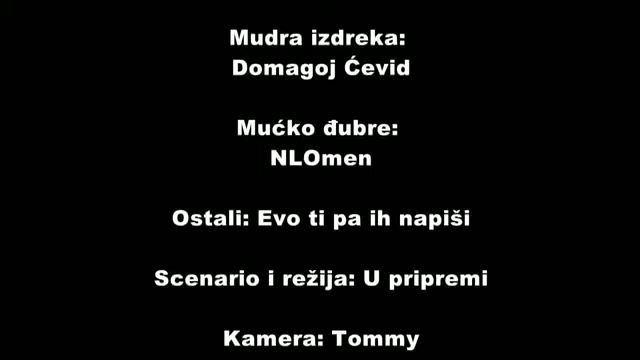 Mudra izdreka:
Domagoj Ćevid
Mućko đubre:
NLOmen
Ostali: Evo ti pa ih napiši
Scenario i režija: U pripremi
Kamera: Tommy